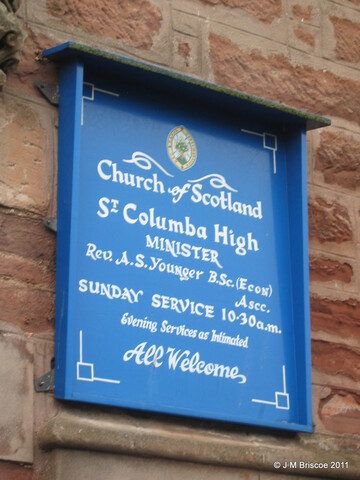 Church of Scotland
St Columba High
MINISTER
Rev. A.S. Younger B.Sc. (Econ)
Ascc.
SUNDAY SERVICE 10·30a.m.
Evening Services as Intimated
All Welcome
© J·M Briscoe 2011